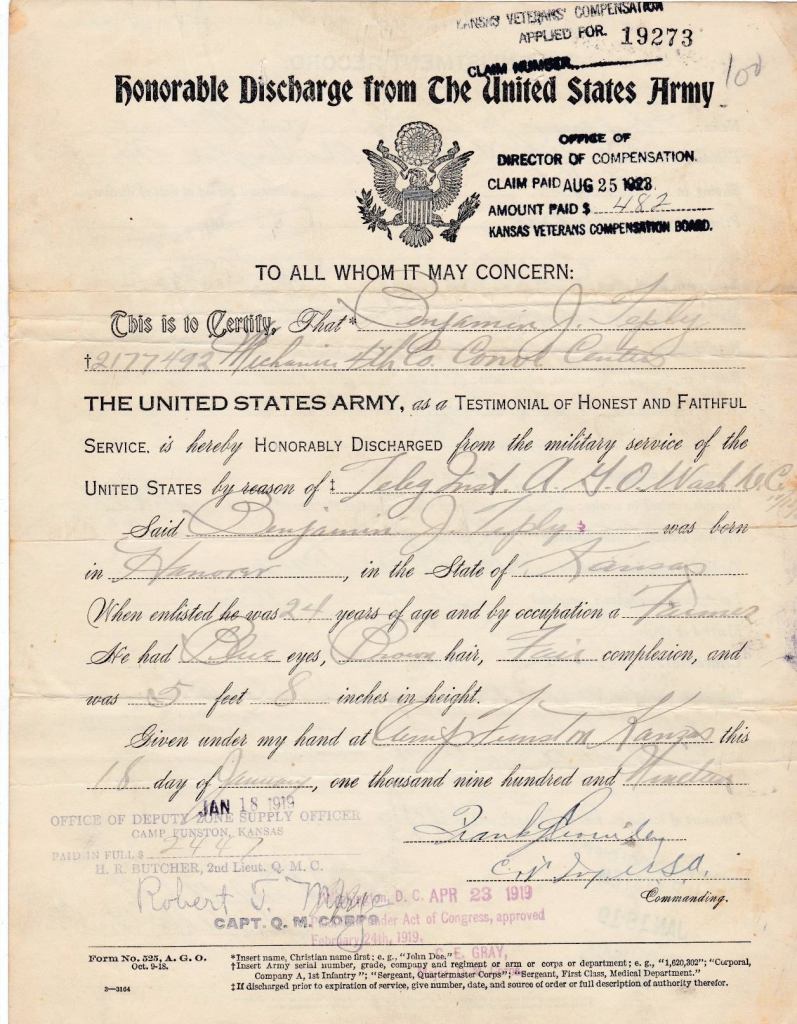 KANSAS VETERANS' COMPENSATION
APPLIED FOR. 19273
CLAIM NUMBER
100
Honorable Discharge from The United States Army
OFFICE OF
DIRECTOR OF COMPENSATION.
CLAIM PAID AUG 25 1923.
AMOUNT PAID $ 482
KANSAS VETERANS COMPENSATION BOARD.
TO ALL WHOM IT MAY CONCERN:
This is to Certify, That* Benjamin J. Teply
†2177492 Mechanic 4th Co. Conv Center
THE UNITED STATES ARMY, as a TESTIMONIAL OF HONEST AND FAITHFUL
SERVICE, is hereby HONORABLY DISCHARGED from the military service of the
UNITED STATES by reason of ‡ Teleg Inst. A. G. O. Wash D.C.
Said Benjamin J. Teply was born
in Hanover, in the State of Kansas
When enlisted he was 24 years of age and by occupation a Farmer
He had Blue eyes, Brown hair, Fair complexion, and
was 5 feet 8 inches in height.
Given under my hand at Camp Funston Kansas this
18 day of January, one thousand nine hundred and Nineteen
JAN 18 1919
OFFICE OF DEPUTY ZONE SUPPLY OFFICER
CAMP FUNSTON, KANSAS
PAID IN FULL $ 2447
H. R. BUTCHER, 2nd Lieut. Q. M. C.
Frank
Robert T.
CAPT. Q. M. CORPS
Commanding.
D. C. APR 23 1919
under Act of Congress, approved
February 24th, 1919.
E. GRAY,
Form No. 525, A. G. O.
Oct. 9-18.
3—3164
*Insert name, Christian name first; e. g., "John Doe."
†Insert Army serial number, grade, company and regiment or arm or corps or department; e. g., "1,620,302"; "Corporal,
Company A, 1st Infantry"; "Sergeant, Quartermaster Corps"; "Sergeant, First Class, Medical Department."
‡If discharged prior to expiration of service, give number, date, and source of order or full description of authority therefor.